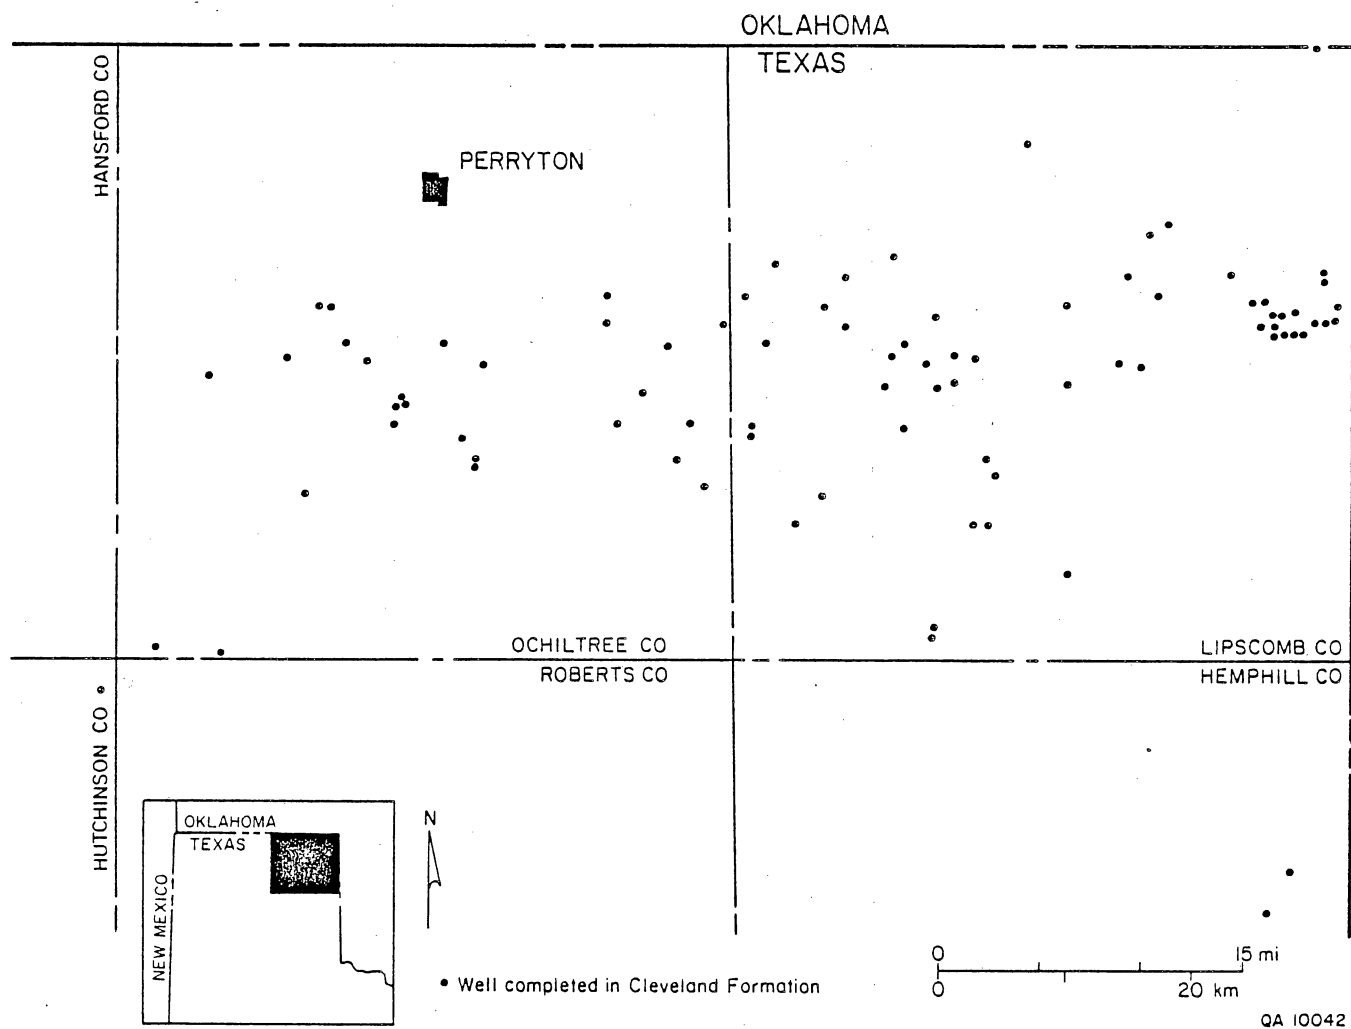 OKLAHOMA
TEXAS
HANSFORD CO
PERRYTON
OCHILTREE CO
ROBERTS CO
LIPSCOMB CO
HEMPHILL CO
HUTCHINSON CO
OKLAHOMA
TEXAS
NEW MEXICO
N
Well completed in Cleveland Formation
0 15 mi
0 20 km
QA 10042